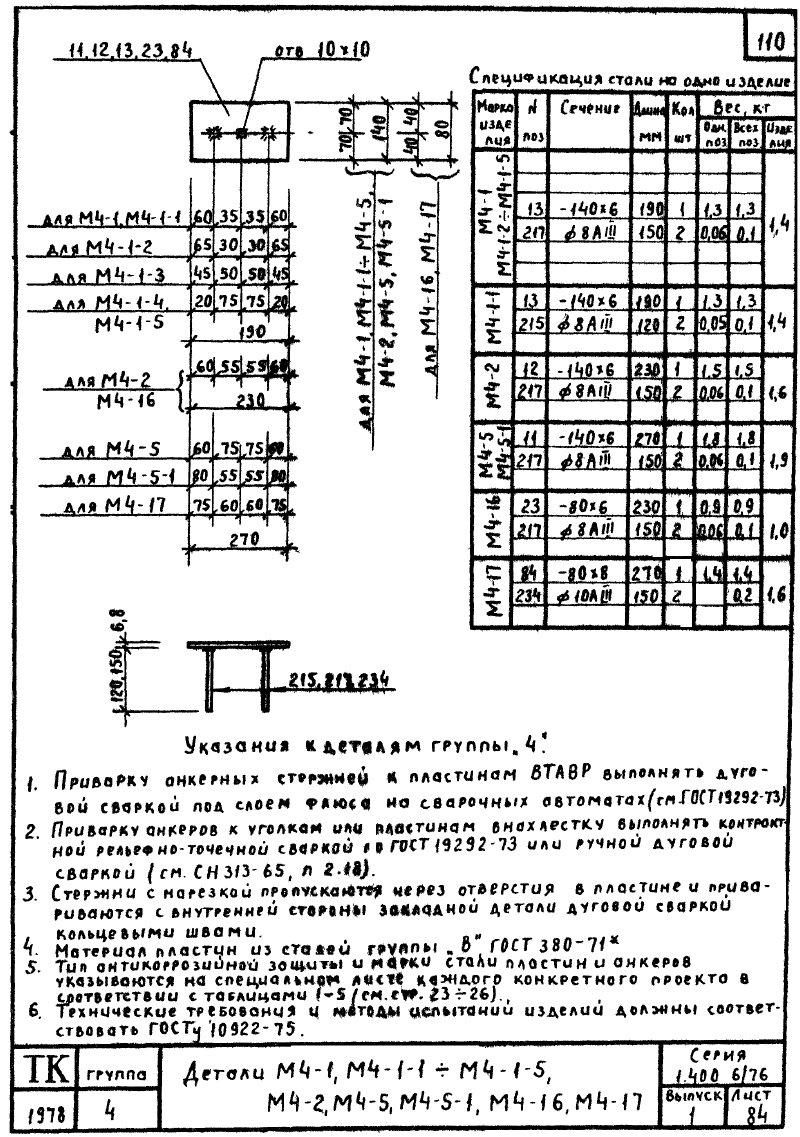 110
11,12,13,23,84
отв 10×10
70 70
140
40 40
80
для М4-1, М4-1-1 60 35 35 60
для М4-1-2 65 30 30 65
для М4-1-3 45 50 50 45
для М4-1-4, 20 75 75 20
М4-1-5
190
для М4-2 60 55 55 60
М4-16
230
для М4-5 60 75 75 60
для М4-5-1 80 55 55 80
для М4-17 75 60 60 75
270
для М4-1, М4-1-1÷М4-5,
М4-2, М4-5, М4-5-1
для М4-16, М4-17
Спецификация стали на одно изделие
Марка изделия N поз Сечение Длина мм Кол шт Вес, кг
Одн. поз Всех поз Изделия
М4-1 М4-1-2÷М4-1-5
13 -140×6 190 1 1,3 1,3
217 ϕ8АIII 150 2 0,06 0,1 1,4
М4-1-1
13 -140×6 190 1 1,3 1,3
215 ϕ8АIII 120 2 0,05 0,1 1,4
М4-2
12 -140×6 230 1 1,5 1,5
217 ϕ8АIII 150 2 0,06 0,1 1,6
М4-5 М4-5-1
11 -140×6 270 1 1,8 1,8
217 ϕ8АIII 150 2 0,06 0,1 1,9
М4-16
23 -80×6 230 1 0,9 0,9
217 ϕ8АIII 150 2 0,06 0,1 1,0
М4-17
84 -80×8 270 1 1,4 1,4
234 ϕ10АIII 150 2 0,2 1,6
6,8
120,150
215,217,234
Указания к деталям группы „4".
1. Приварку анкерных стержней к пластинам втавр выполнять дуго-
вой сваркой под слоем флюса на сварочных автоматах (см.ГОСТ 19292-73)
2. Приварку анкеров к уголкам или пластинам внахлестку выполнять контракт-
ной рельефно-точечной сваркой по ГОСТ 19292-73 или ручной дуговой
сваркой (см. СН 313-65, п 2.18).
3. Стержни с нарезкой пропускаются через отверстия в пластине и прива-
риваются с внутренней стороны закладной детали дуговой сваркой
кольцевыми швами.
4. Материал пластин из сталей группы „В" ГОСТ 380-71*
5. Тип антикоррозийной защиты и марки стали пластин и анкеров
указываются на специальном листе каждого конкретного проекта в
соответствии с таблицами 1-5 (см.стр. 23÷26).
6. Технические требования и методы испытаний изделий должны соответ-
ствовать ГОСТу 10922-75.
ТК группа
1978 4
Детали М4-1, М4-1-1 ÷ М4-1-5,
М4-2, М4-5, М4-5-1, М4-16, М4-17
Серия
1.400 6/76
Выпуск Лист
1 84